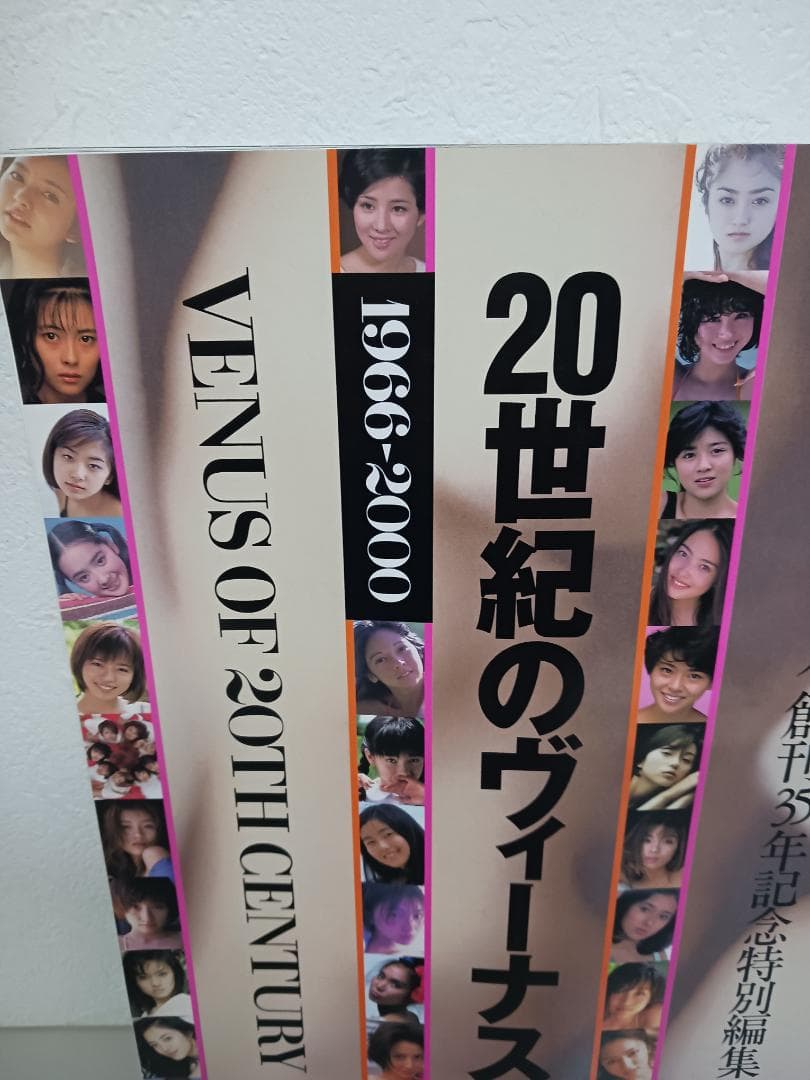 20世紀のヴィーナス
1966-2000
VENUS OF 20TH CENTURY
創刊35年記念特別編集